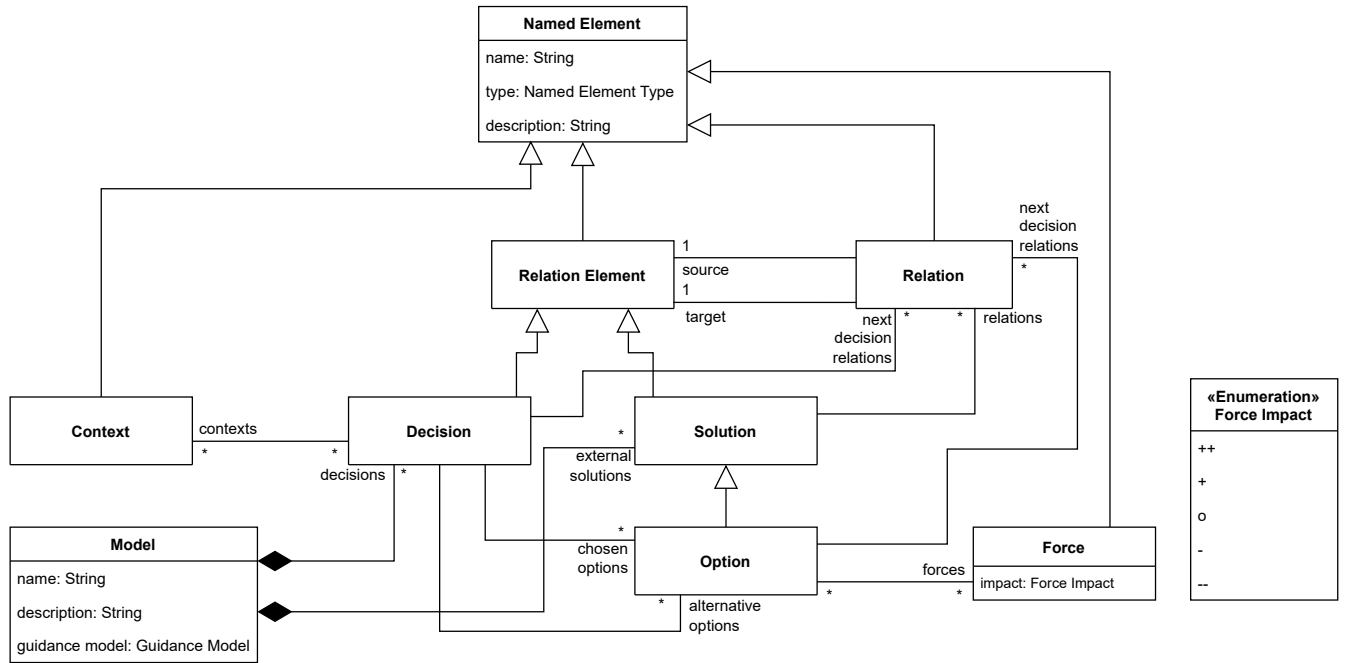 Named Element
name: String
type: Named Element Type
description: String
next
decision
relations
*
1
source
1
target
Relation Element
Relation
next
decision
relations
*
*
relations
Context
contexts
*
*
decisions
Decision
*
*
external
solutions
Solution
«Enumeration»
Force Impact
++
+
o
-
--
Model
name: String
description: String
guidance model: Guidance Model
*
chosen
options
Option
*
alternative
options
forces
*
*
Force
impact: Force Impact